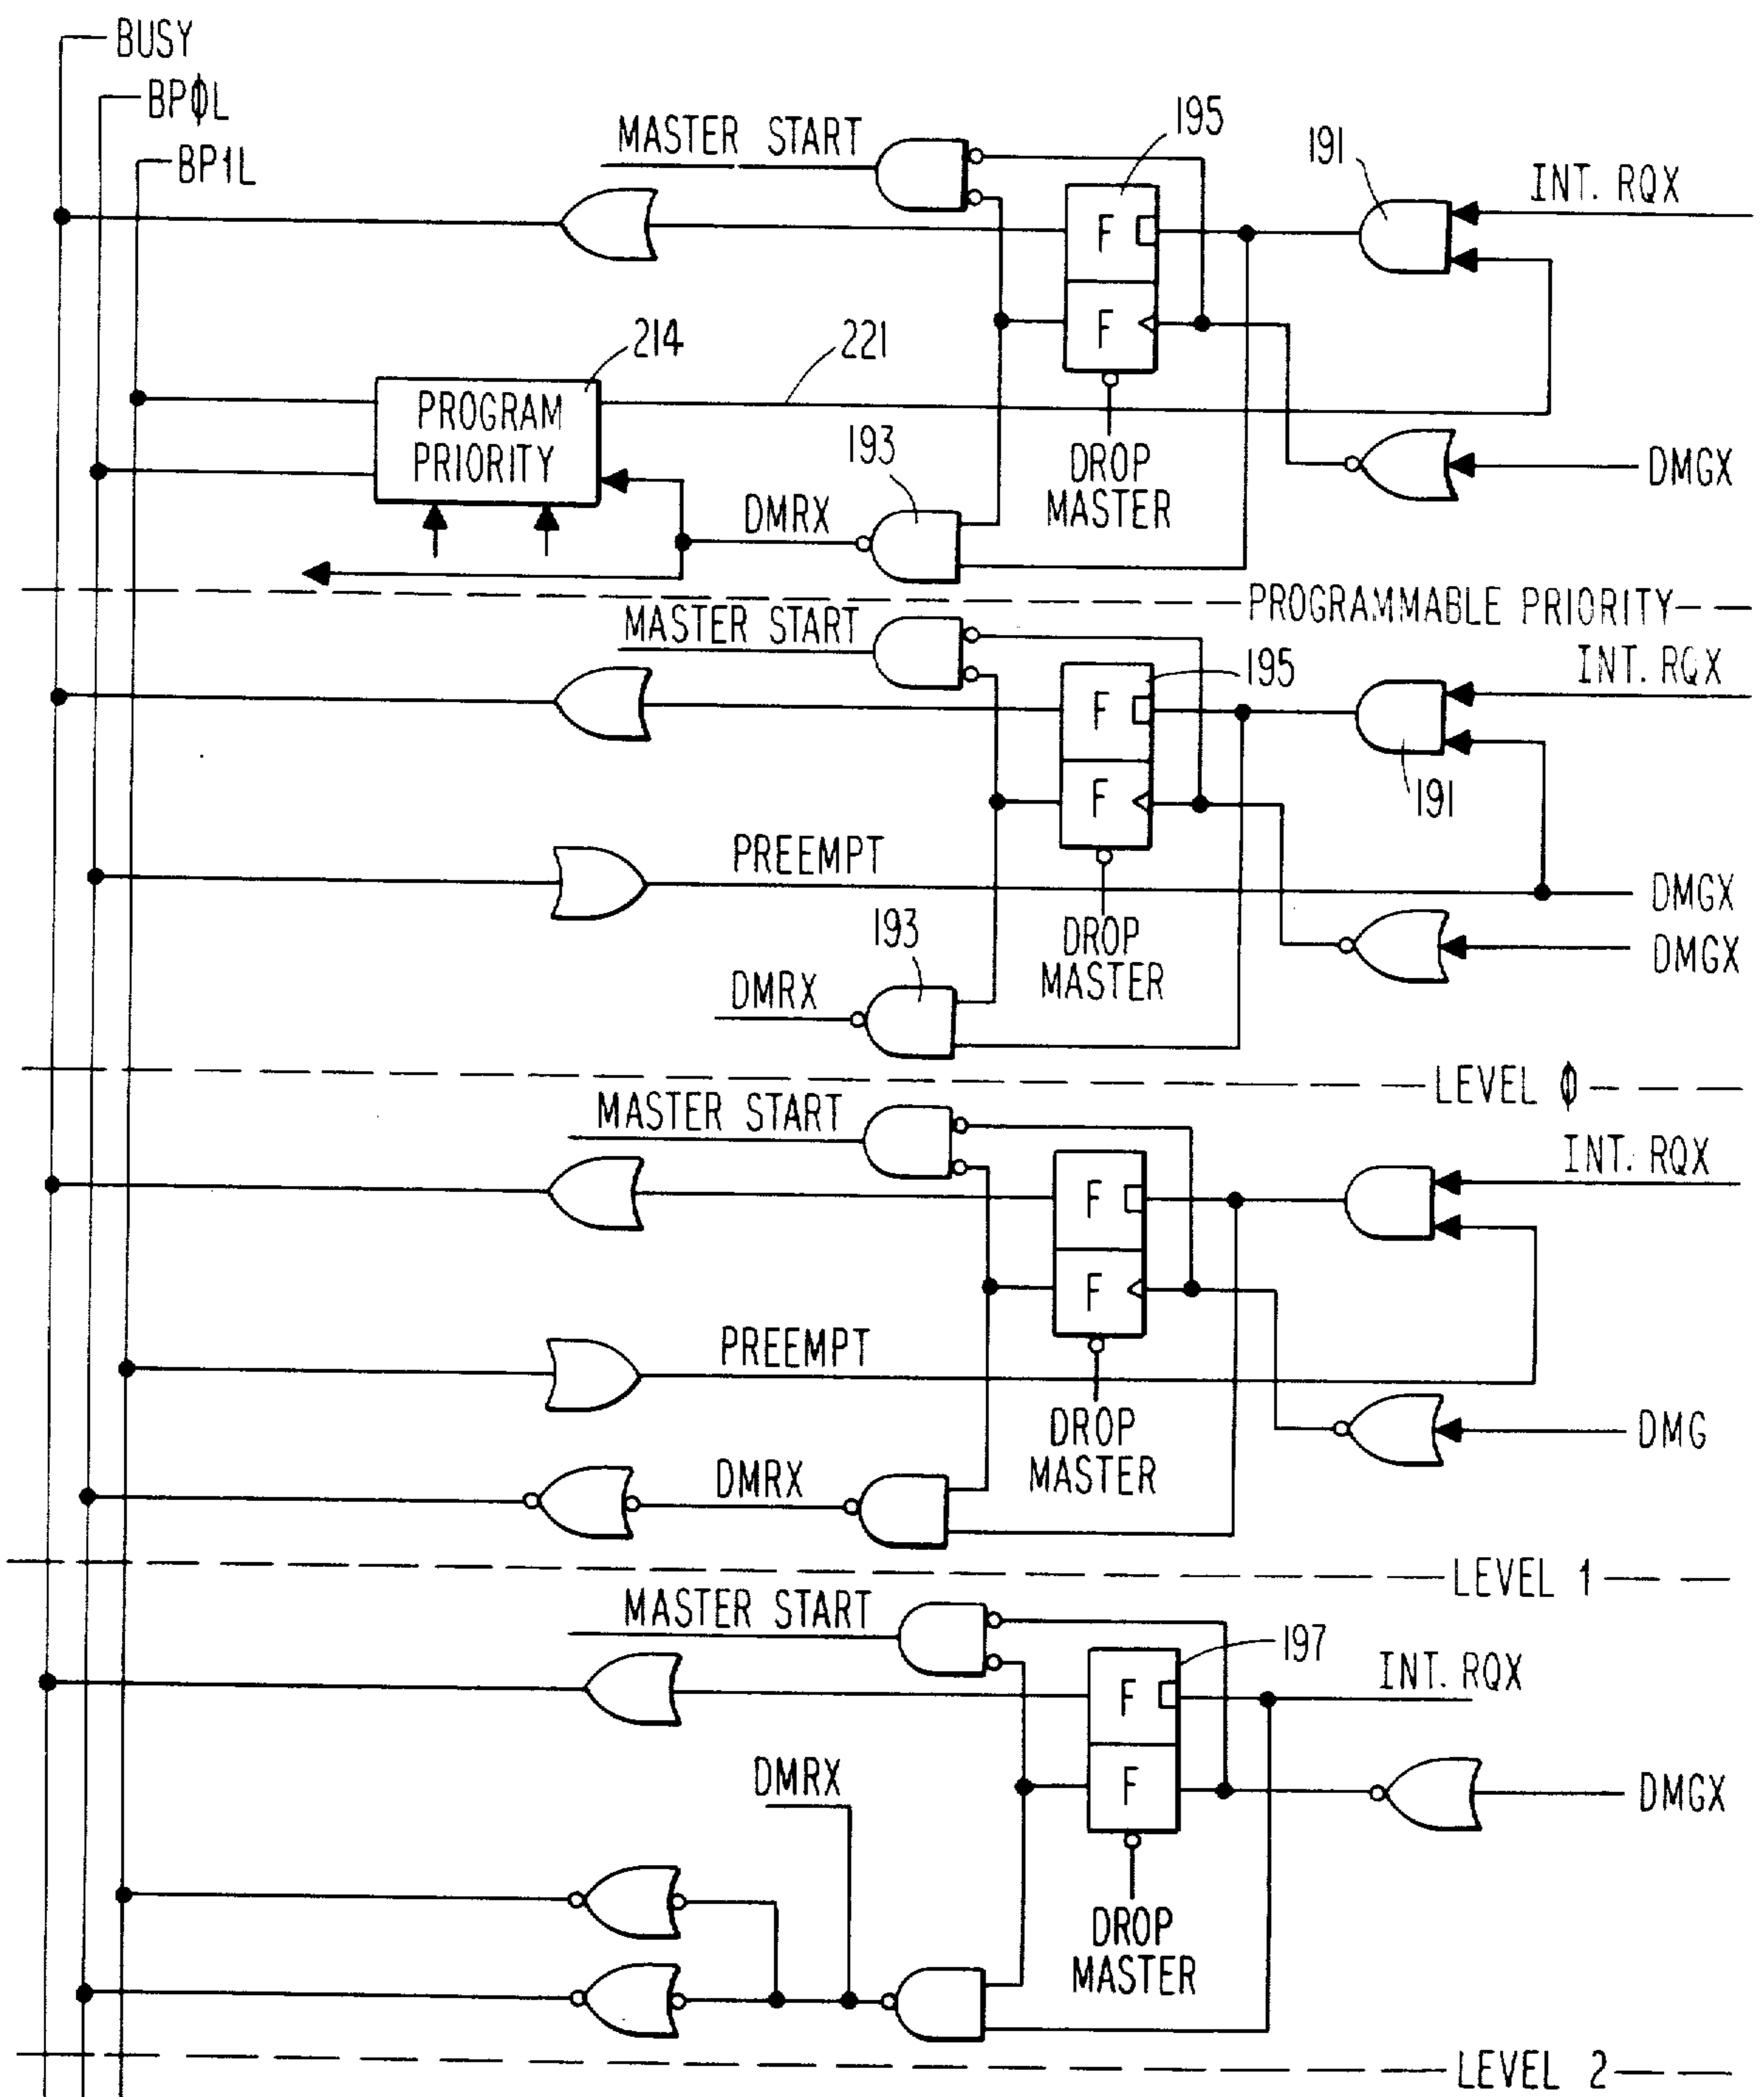 BUSY
BPϕL
BP1L
MASTER START
195
191
INT. RQX
F
F
214
221
PROGRAM
PRIORITY
193
DROP
MASTER
DMGX
DMRX
PROGRAMMABLE PRIORITY
MASTER START
195
INT. RQX
F
F
191
PREEMPT
DMGX
193
DROP
MASTER
DMGX
DMRX
LEVEL ϕ
MASTER START
INT. RQX
F
F
PREEMPT
DROP
MASTER
DMG
DMRX
LEVEL 1
MASTER START
197
INT. RQX
F
F
DMRX
DMGX
DROP
MASTER
LEVEL 2